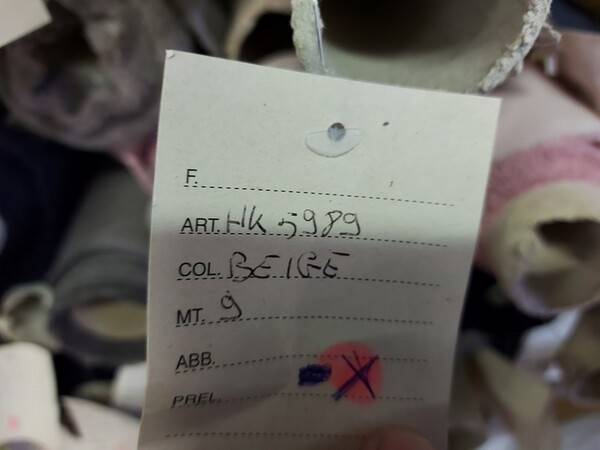 F.
ART. HK 5989
COL. BEIGE
MT. 9
ABB.
PREL.